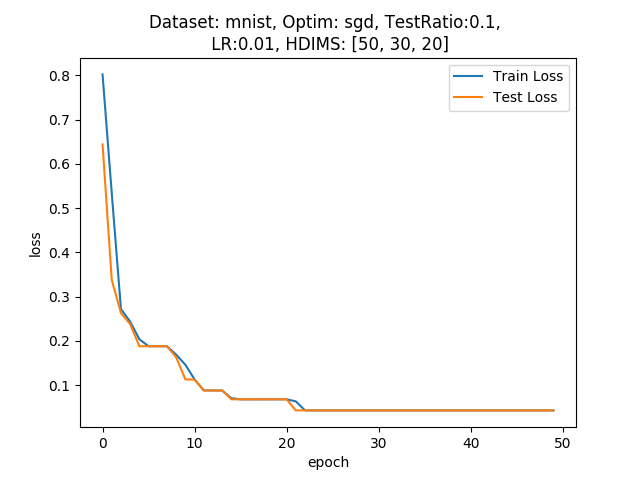 Dataset: mnist, Optim: sgd, TestRatio:0.1,
LR:0.01, HDIMS: [50, 30, 20]
Train Loss
Test Loss
0.8
0.7
0.6
0.5
0.4
0.3
0.2
0.1
loss
0 10 20 30 40 50
epoch